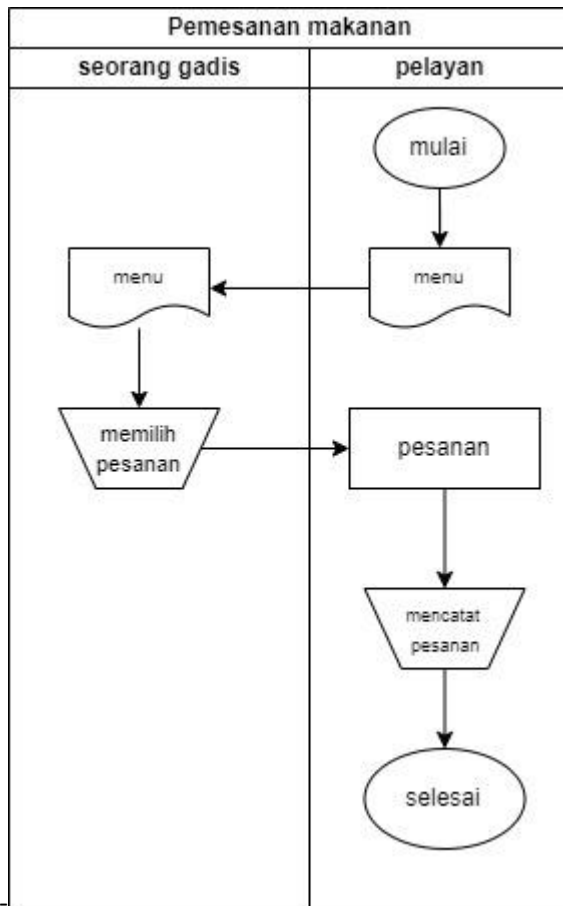 Pemesanan makanan
seorang gadis
pelayan
mulai
menu
menu
memilih
pesanan
pesanan
mencatat
pesanan
selesai